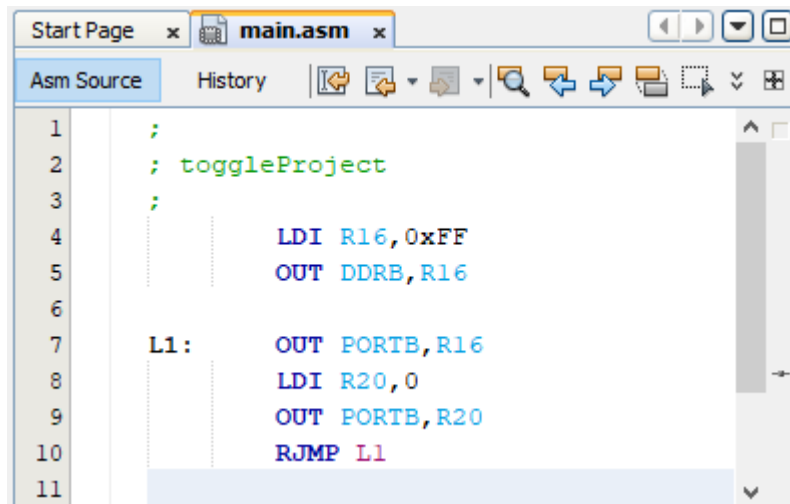 Start Page x main.asm x
Asm Source History
1 ;
2 ; toggleProject
3 ;
4 LDI R16,0xFF
5 OUT DDRB,R16
6
7 L1: OUT PORTB,R16
8 LDI R20,0
9 OUT PORTB,R20
10 RJMP L1
11